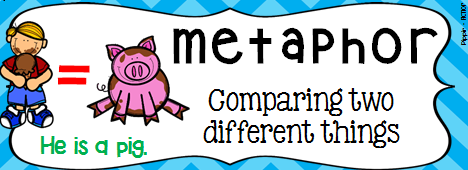 metaphor
=
Comparing two
different things
He is a pig.